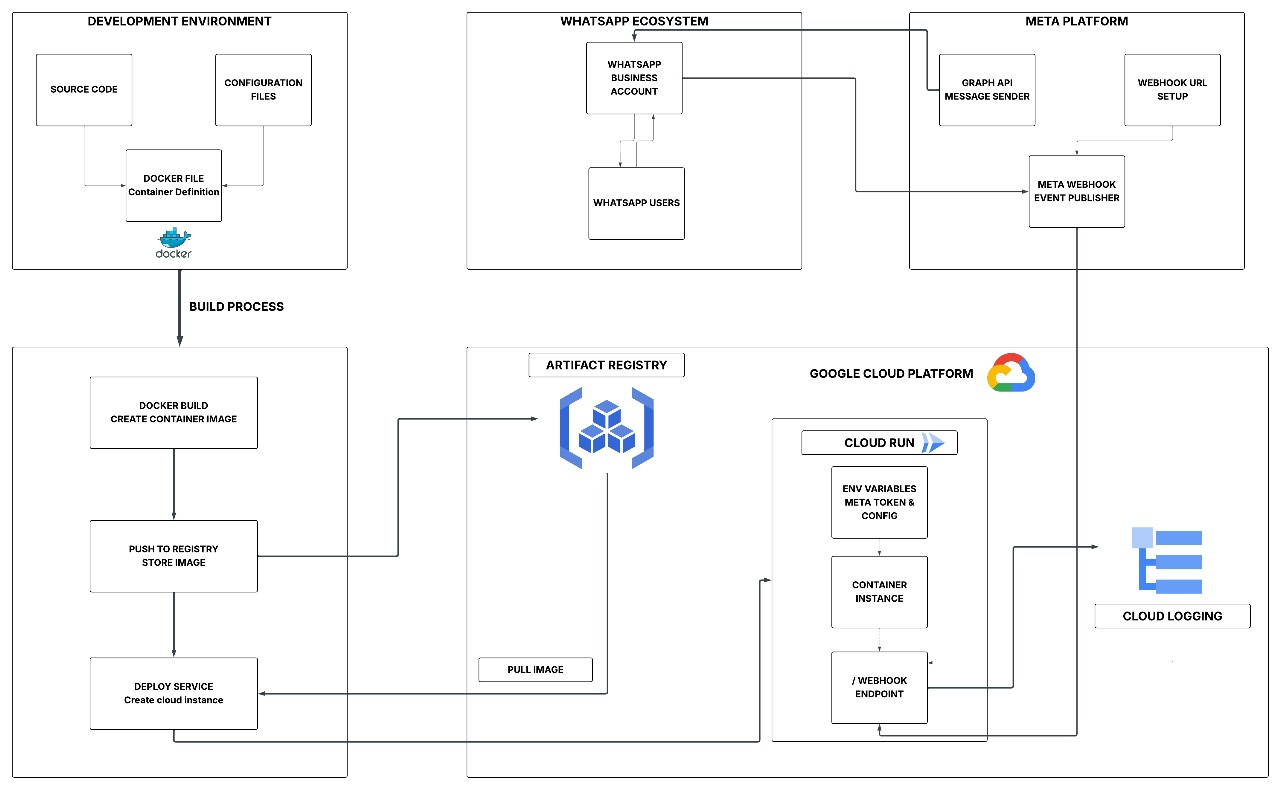 DEVELOPMENT ENVIRONMENT
SOURCE CODE
CONFIGURATION
FILES
DOCKER FILE
Container Definition
docker
BUILD PROCESS
WHATSAPP ECOSYSTEM
WHATSAPP
BUSINESS
ACCOUNT
WHATSAPP USERS
META PLATFORM
GRAPH API
MESSAGE SENDER
WEBHOOK URL
SETUP
META WEBHOOK
EVENT PUBLISHER
DOCKER BUILD
CREATE CONTAINER IMAGE
PUSH TO REGISTRY
STORE IMAGE
DEPLOY SERVICE
Create cloud instance
ARTIFACT REGISTRY
GOOGLE CLOUD PLATFORM
PULL IMAGE
CLOUD RUN
ENV VARIABLES
META TOKEN &
CONFIG
CONTAINER
INSTANCE
/ WEBHOOK
ENDPOINT
CLOUD LOGGING